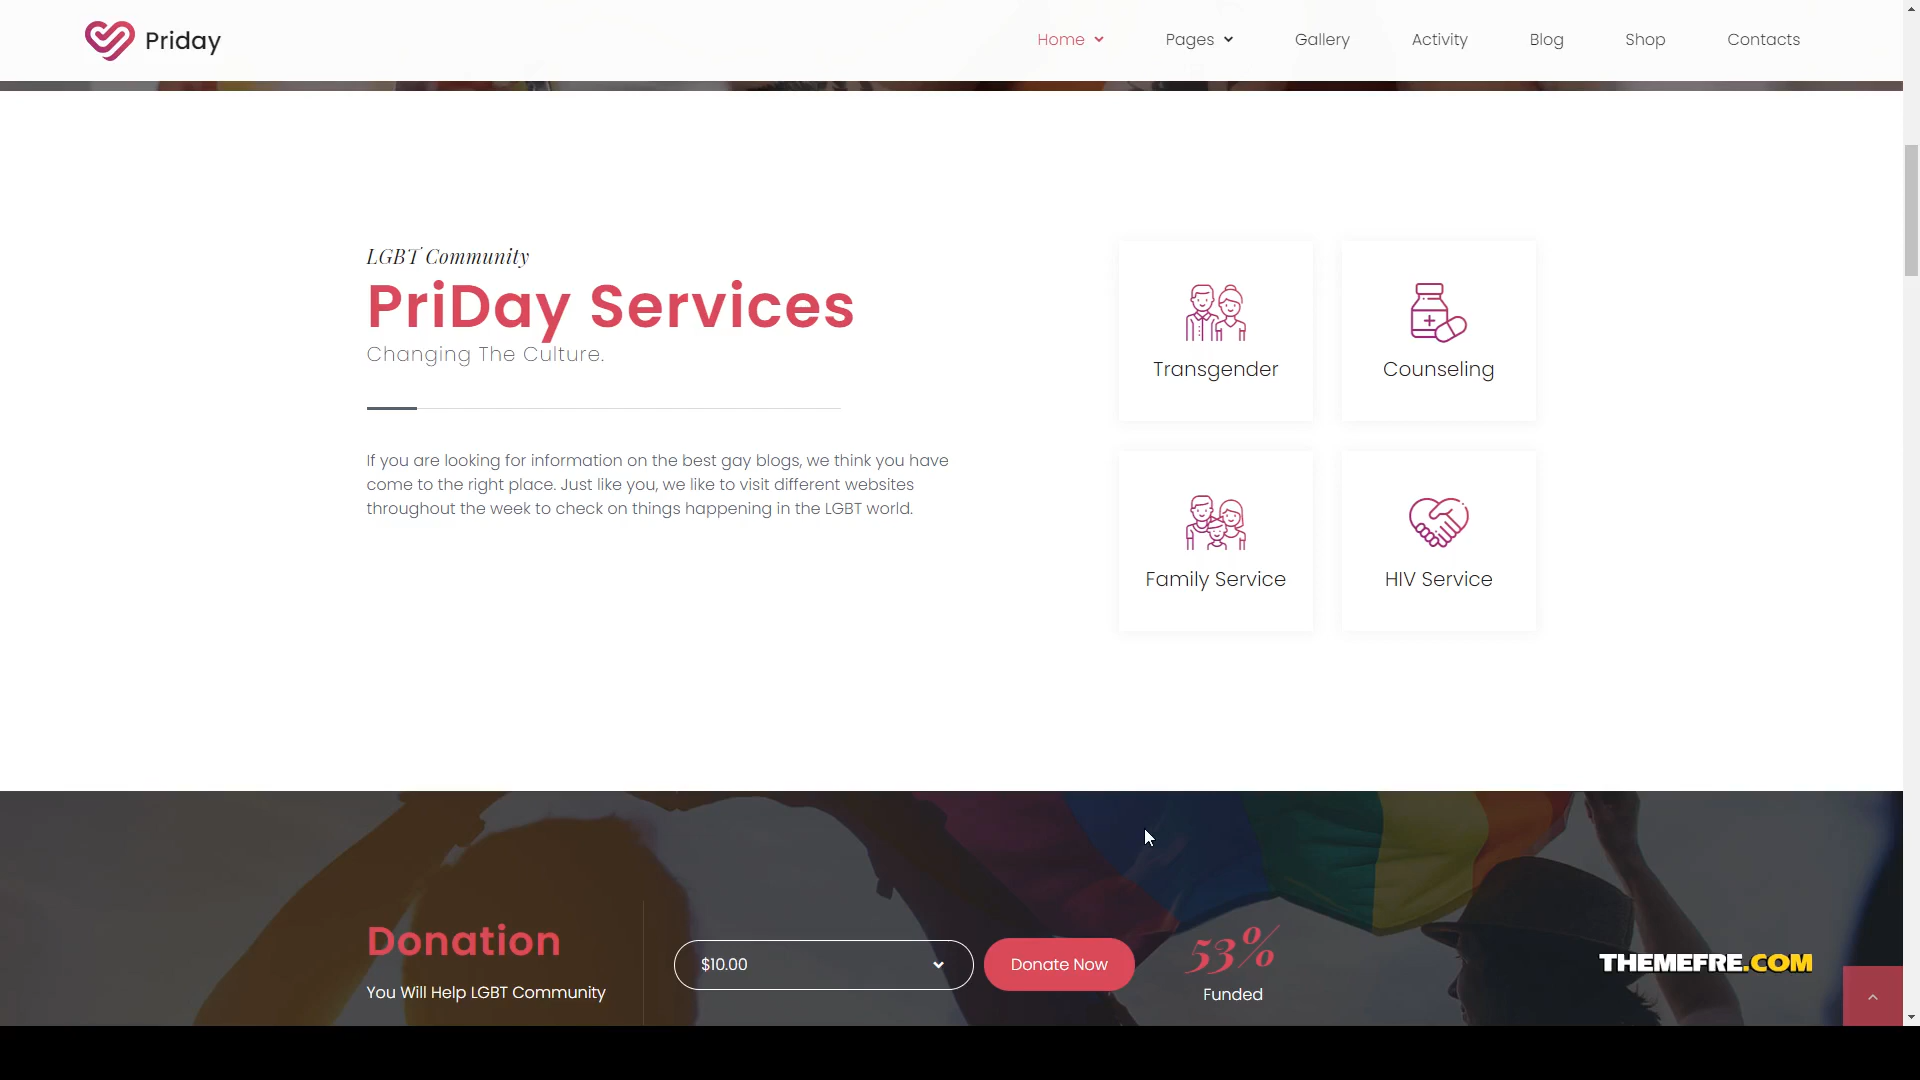 Priday
Home
Pages
Gallery
Activity
Blog
Shop
Contacts
LGBT Community
PriDay Services
Changing The Culture.
If you are looking for information on the best gay blogs, we think you have
come to the right place. Just like you, we like to visit different websites
throughout the week to check on things happening in the LGBT world.
Transgender
Counseling
Family Service
HIV Service
Donation
You Will Help LGBT Community
$10.00
Donate Now
53%
Funded
THEMEFRE.COM